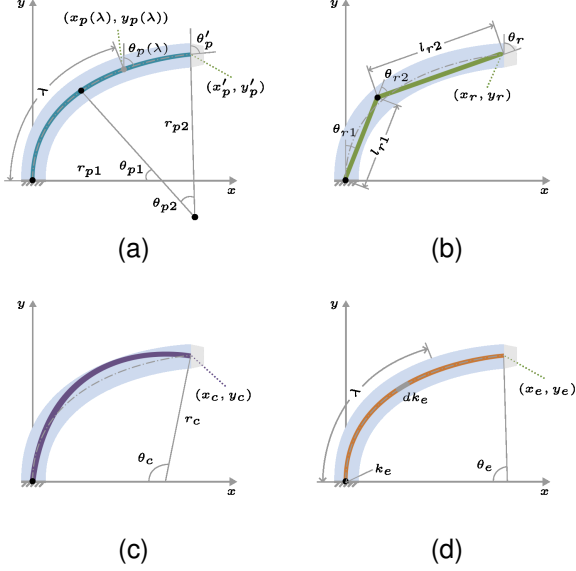 y
(x_p(λ), y_p(λ))
θ_p(λ)
θ'_p
λ
(x'_p, y'_p)
r_p2
r_p1
θ_p1
θ_p2
x
(a)
y
l_r2
θ_r
θ_r2
(x_r, y_r)
θ_r1
l_r1
x
(b)
y
(x_c, y_c)
r_c
θ_c
x
(c)
y
λ
dk_e
(x_e, y_e)
k_e
θ_e
x
(d)